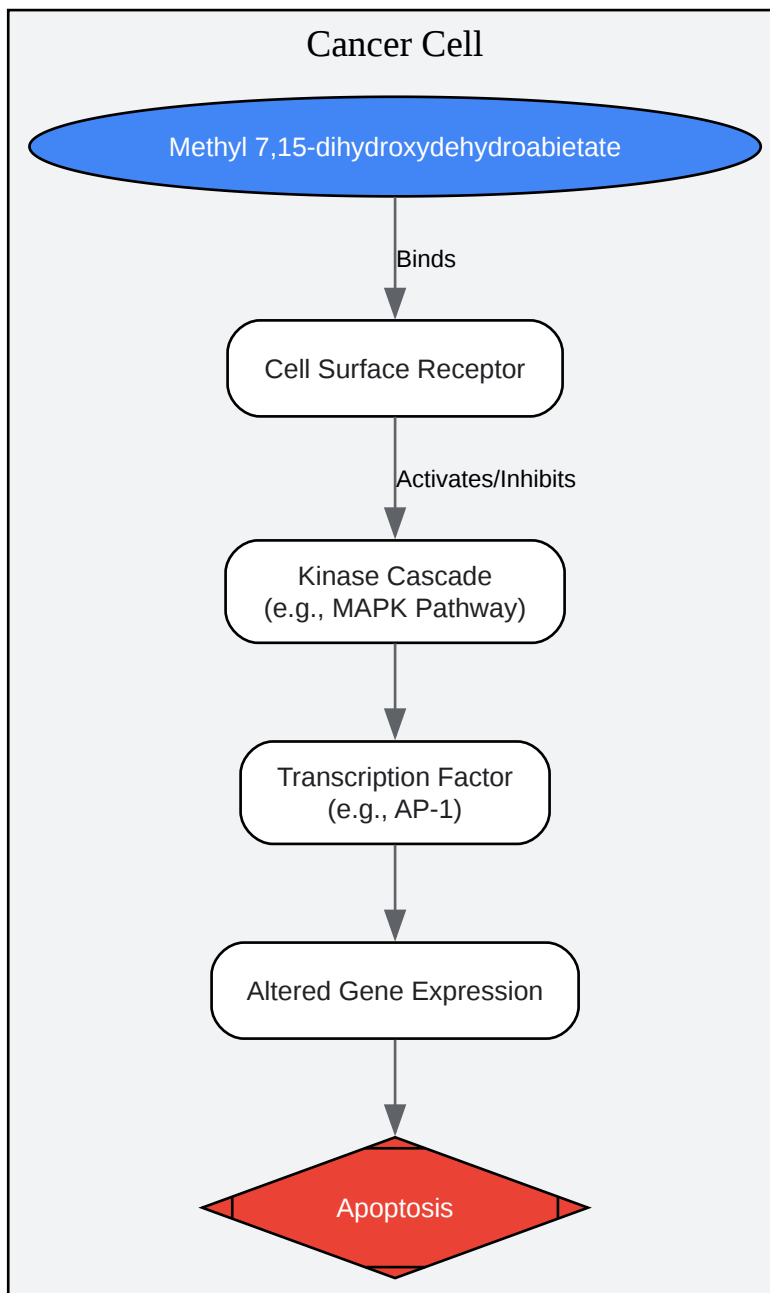 Cancer Cell
Methyl 7,15-dihydroxydehydroabietate
Binds
Cell Surface Receptor
Activates/Inhibits
Kinase Cascade
(e.g., MAPK Pathway)
Transcription Factor
(e.g., AP-1)
Altered Gene Expression
Apoptosis